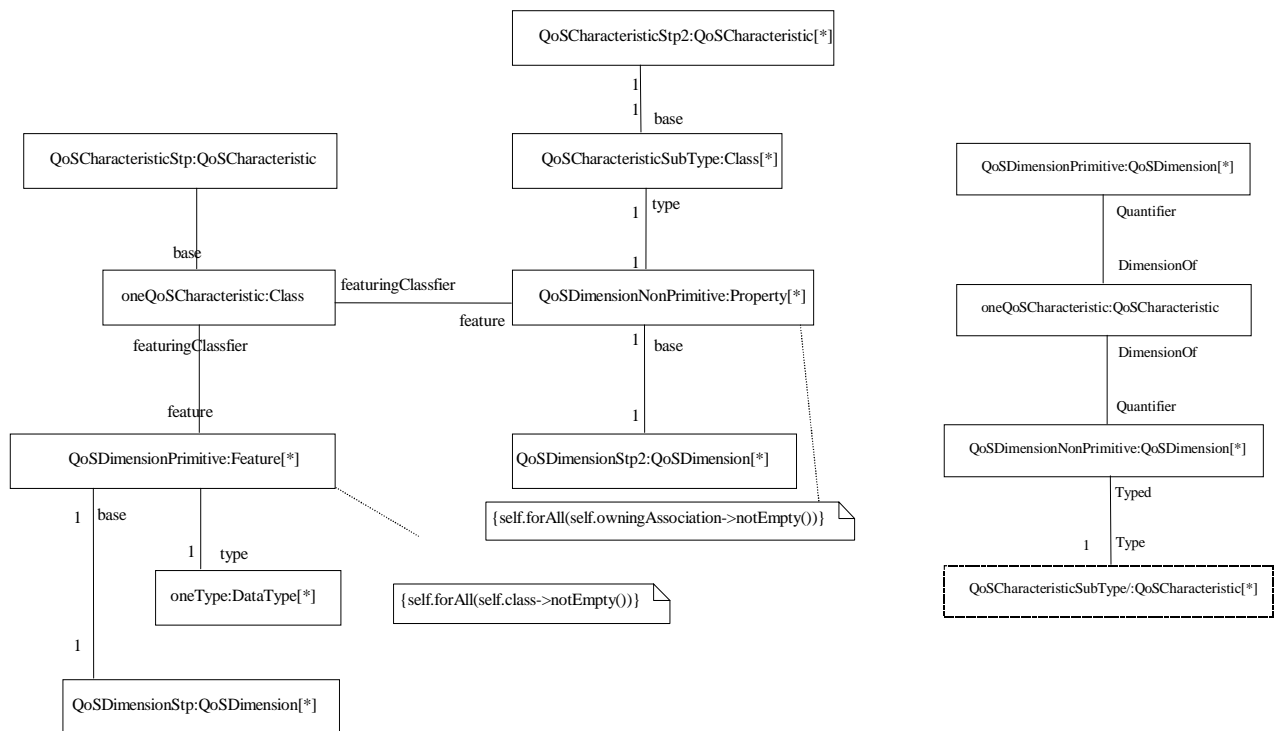 QoSCharacteristicStp2:QoSCharacteristic[*]
1
1
base
QoSCharacteristicStp:QoSCharacteristic
QoSCharacteristicSubType:Class[*]
type
1
base
1
oneQoSCharacteristic:Class
featuringClassfier
feature
QoSDimensionNonPrimitive:Property[*]
featuringClassfier
feature
1
base
1
QoSDimensionPrimitive:Feature[*]
QoSDimensionStp2:QoSDimension[*]
{self.forAll(self.owningAssociation->notEmpty())}
1
base
1
type
oneType:DataType[*]
{self.forAll(self.class->notEmpty())}
1
QoSDimensionStp:QoSDimension[*]
QoSDimensionPrimitive:QoSDimension[*]
Quantifier
DimensionOf
oneQoSCharacteristic:QoSCharacteristic
DimensionOf
Quantifier
QoSDimensionNonPrimitive:QoSDimension[*]
Typed
1
Type
QoSCharacteristicSubType/:QoSCharacteristic[*]